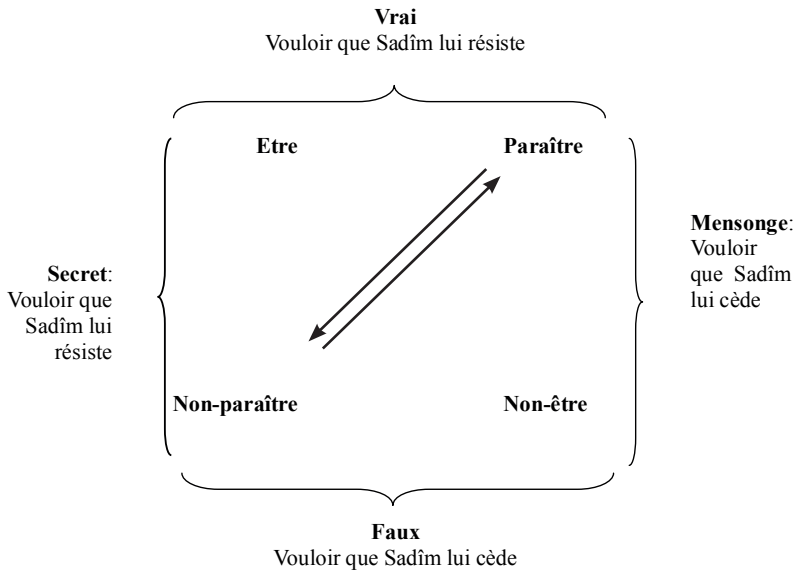 Vrai
Vouloir que Sadîm lui résiste
Etre
Paraître
Mensonge:
Vouloir
que Sadîm
lui cède
Secret:
Vouloir que
Sadîm lui
résiste
Non-paraître
Non-être
Faux
Vouloir que Sadîm lui cède